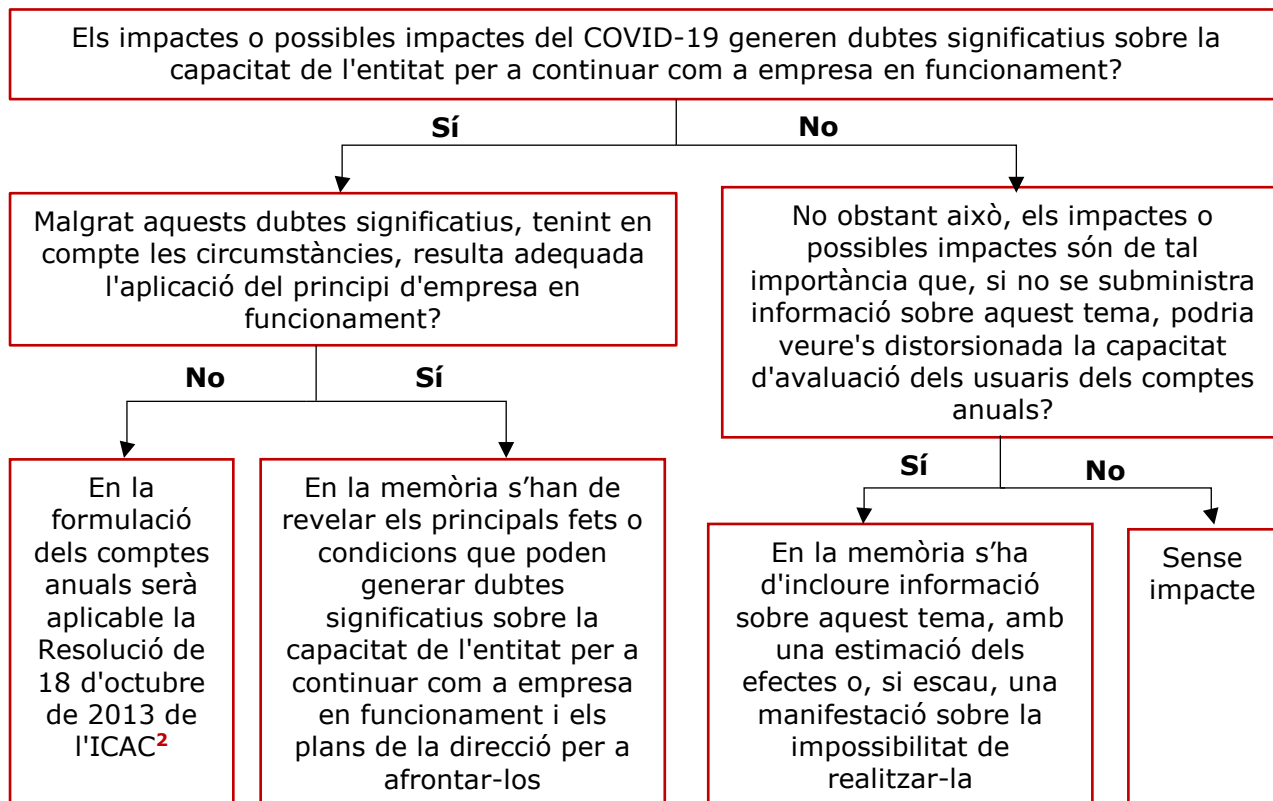 Els impactes o possibles impactes del COVID-19 generen dubtes significatius sobre la
capacitat de l'entitat per a continuar com a empresa en funcionament?
Sí
No
Malgrat aquests dubtes significatius, tenint en
compte les circumstàncies, resulta adequada
l'aplicació del principi d'empresa en
funcionament?
No obstant això, els impactes o
possibles impactes són de tal
importància que, si no se subministra
informació sobre aquest tema, podria
veure's distorsionada la capacitat
d'avaluació dels usuaris dels comptes
anuals?
No
Sí
Sí
No
En la
formulació
dels comptes
anuals serà
aplicable la
Resolució de
18 d'octubre
de 2013 de
l'ICAC²
En la memòria s’han de
revelar els principals fets o
condicions que poden
generar dubtes
significatius sobre la
capacitat de l'entitat per a
continuar com a empresa
en funcionament i els
plans de la direcció per a
afrontar-los
En la memòria s’ha
d'incloure informació
sobre aquest tema, amb
una estimació dels
efectes o, si escau, una
manifestació sobre la
impossibilitat de
realitzar-la
Sense
impacte